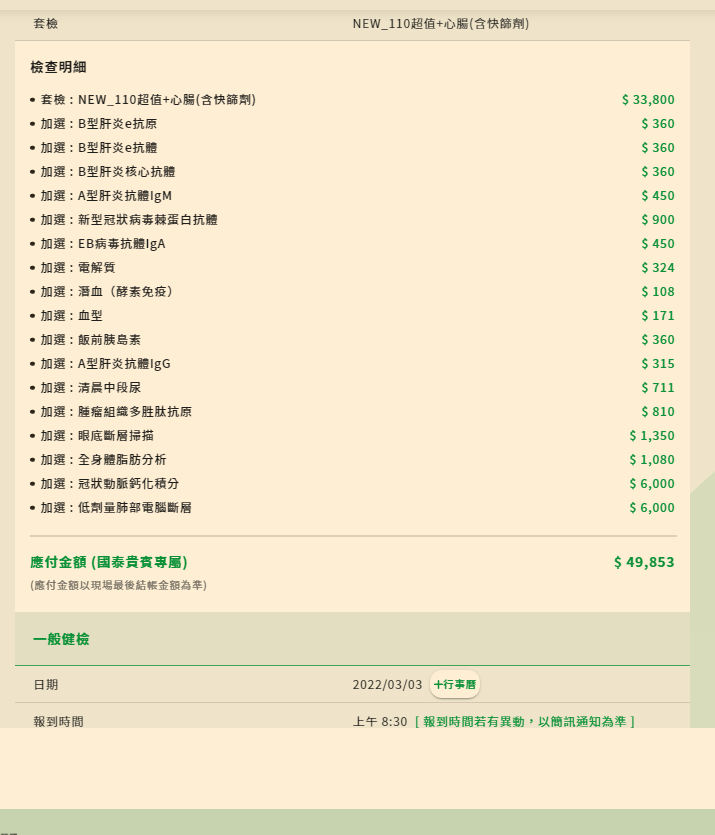 套檢 NEW_110超值+心腸(含快篩劑)
檢查明細
• 套檢 : NEW_110超值+心腸(含快篩劑) $ 33,800
• 加選 : B型肝炎e抗原 $ 360
• 加選 : B型肝炎e抗體 $ 360
• 加選 : B型肝炎核心抗體 $ 360
• 加選 : A型肝炎抗體IgM $ 450
• 加選 : 新型冠狀病毒棘蛋白抗體 $ 900
• 加選 : EB病毒抗體IgA $ 450
• 加選 : 電解質 $ 324
• 加選 : 潛血（酵素免疫） $ 108
• 加選 : 血型 $ 171
• 加選 : 飯前胰島素 $ 360
• 加選 : A型肝炎抗體IgG $ 315
• 加選 : 清晨中段尿 $ 711
• 加選 : 腫瘤組織多胜肽抗原 $ 810
• 加選 : 眼底斷層掃描 $ 1,350
• 加選 : 全身體脂肪分析 $ 1,080
• 加選 : 冠狀動脈鈣化積分 $ 6,000
• 加選 : 低劑量肺部電腦斷層 $ 6,000
應付金額 (國泰貴賓專屬) $ 49,853
(應付金額以現場最後結帳金額為準)
一般健檢
日期 2022/03/03 +行事曆
報到時間 上午 8:30 [ 報到時間若有異動，以簡訊通知為準 ]